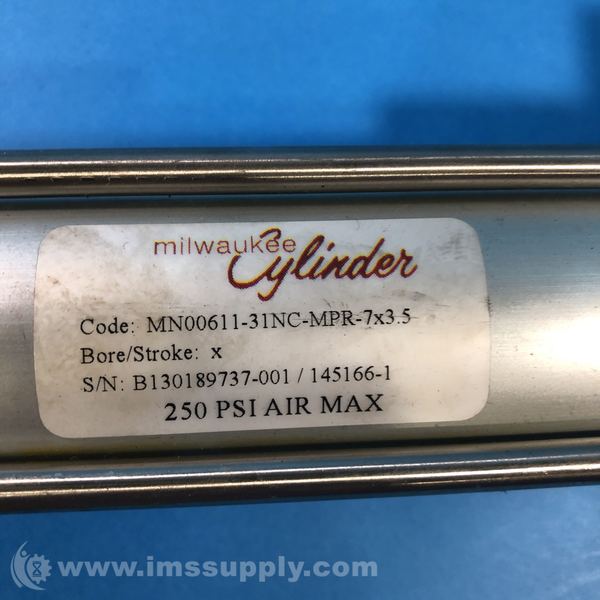 milwaukee
Cylinder
Code: MN00611-31NC-MPR-7x3.5
Bore/Stroke: x
S/N: B130189737-001 / 145166-1
250 PSI AIR MAX
www.imssupply.com